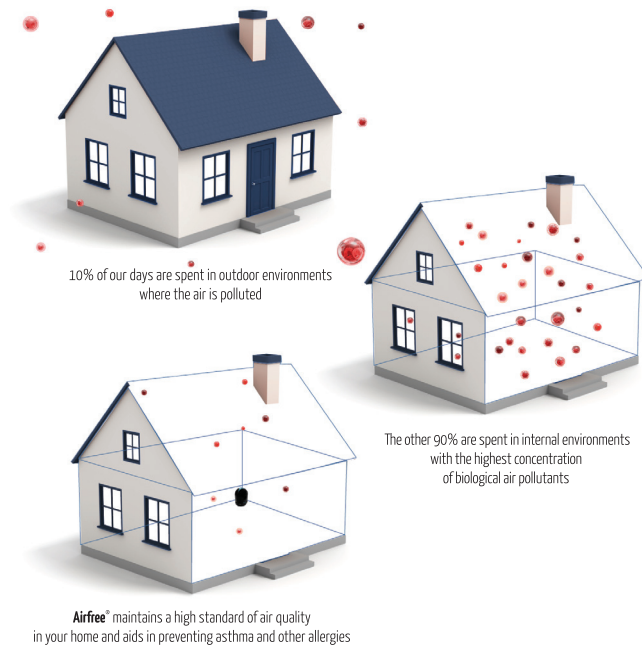 10% of our days are spent in outdoor environments
where the air is polluted
The other 90% are spent in internal environments
with the highest concentration
of biological air pollutants
Airfree® maintains a high standard of air quality
in your home and aids in preventing asthma and other allergies